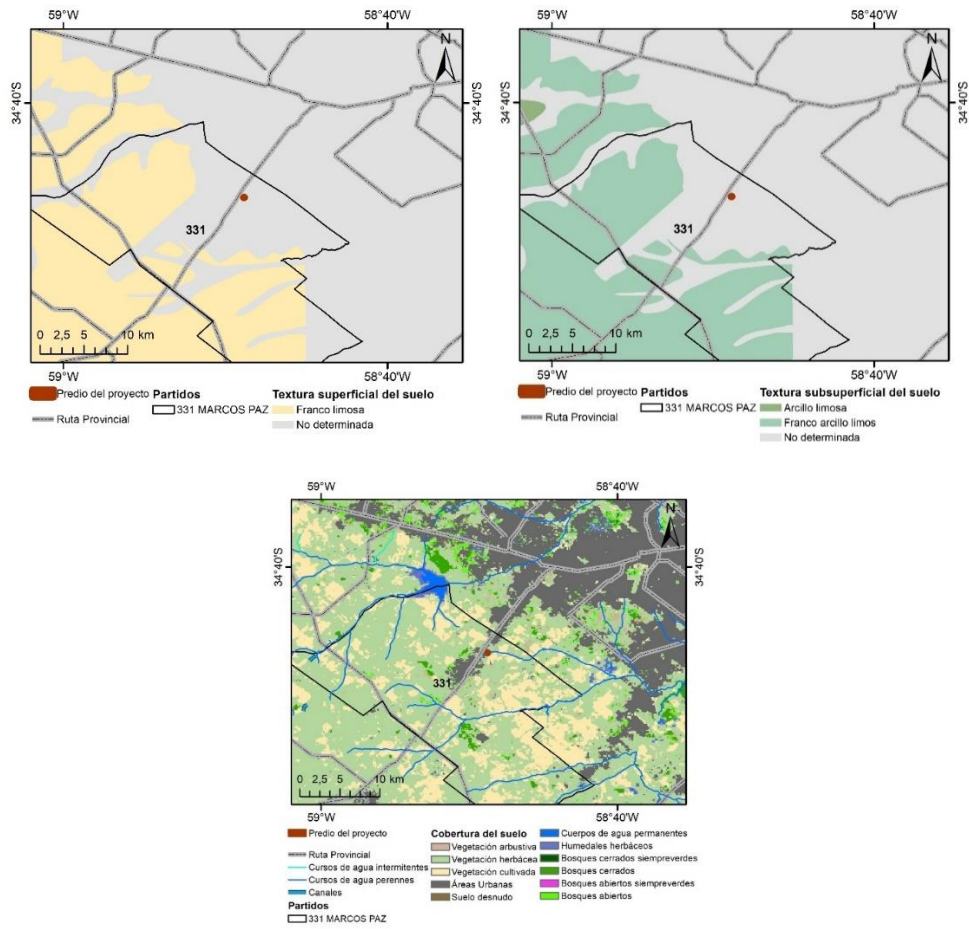 59°W
58°40'W
34°40'S
N
34°40'S
331
0 2,5 5 10 km
59°W
58°40'W
Predio del proyecto
Ruta Provincial
Partidos
331 MARCOS PAZ
Textura superficial del suelo
Franco limosa
No determinada
59°W
58°40'W
34°40'S
N
34°40'S
331
0 2,5 5 10 km
59°W
58°40'W
Predio del proyecto
Ruta Provincial
Partidos
331 MARCOS PAZ
Textura subsuperficial del suelo
Arcillo limosa
Franco arcillo limos
No determinada
59°W
58°40'W
34°40'S
N
34°40'S
331
0 2,5 5 10 km
59°W
58°40'W
Predio del proyecto
Ruta Provincial
Cursos de agua intermitentes
Cursos de agua perennes
Canales
Partidos
331 MARCOS PAZ
Cobertura del suelo
Vegetación arbustiva
Vegetación herbácea
Vegetación cultivada
Áreas Urbanas
Suelo desnudo
Cuerpos de agua permanentes
Humedales herbáceos
Bosques cerrados siempreverdes
Bosques cerrados
Bosques abiertos siempreverdes
Bosques abiertos